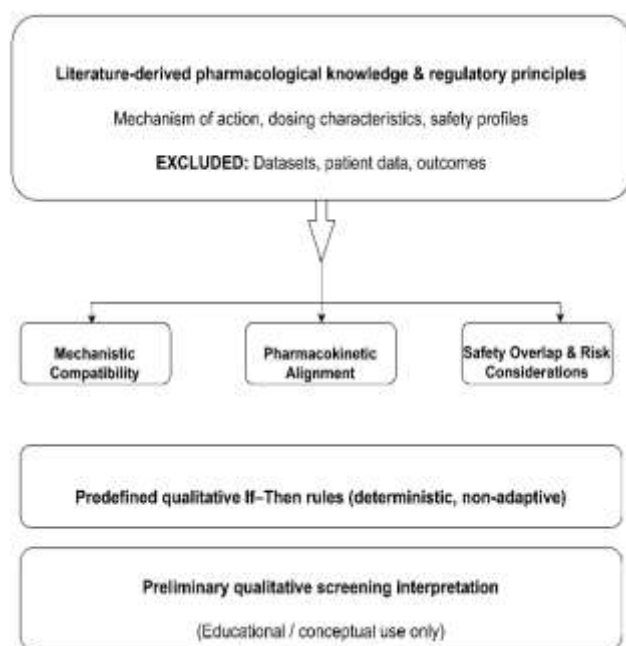 Literature-derived pharmacological knowledge & regulatory principles
Mechanism of action, dosing characteristics, safety profiles
EXCLUDED: Datasets, patient data, outcomes
Mechanistic
Compatibility
Pharmacokinetic
Alignment
Safety Overlap & Risk
Considerations
Predefined qualitative If–Then rules (deterministic, non-adaptive)
Preliminary qualitative screening interpretation
(Educational / conceptual use only)